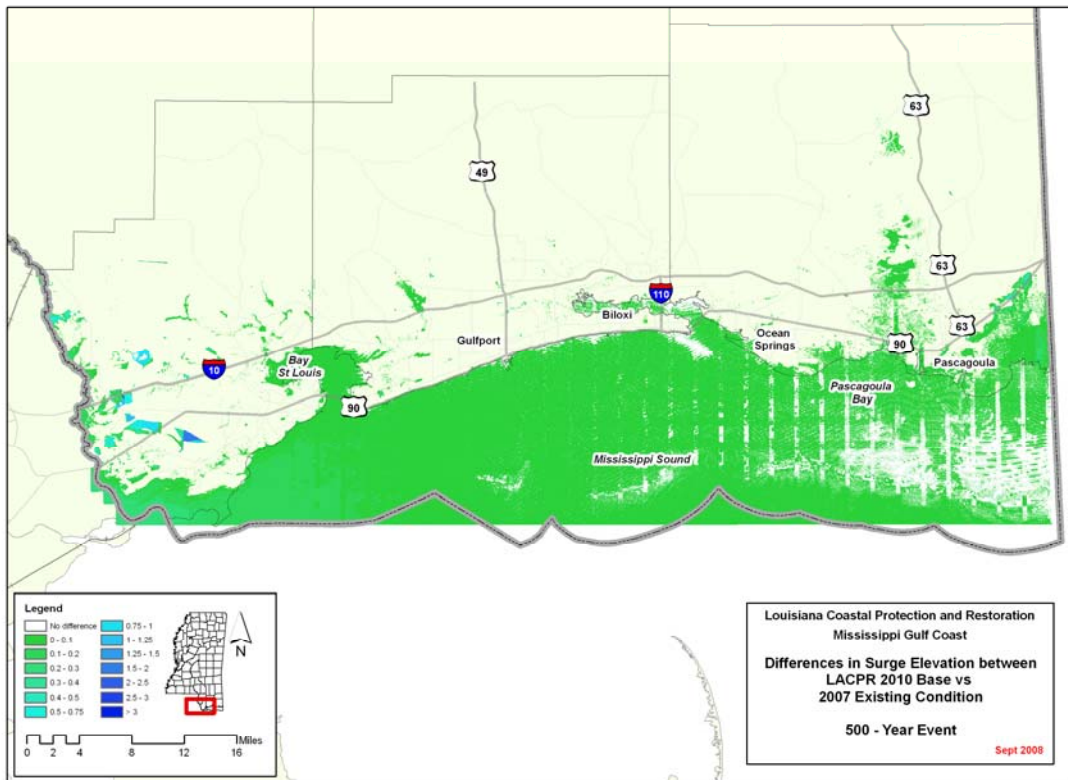 63
49
63
110
Biloxi
63
Gulfport
Ocean
Springs
90
Bay
St Louis
Pascagoula
10
Pascagoula
Bay
90
Mississippi Sound
Legend
No difference
0 - 0.1
0.1 - 0.2
0.2 - 0.3
0.3 - 0.4
0.4 - 0.5
0.5 - 0.75
0.75 - 1
1 - 1.25
1.25 - 1.5
1.5 - 2
2 - 2.5
2.5 - 3
> 3
N
Miles
0 2 4 8 12 16
Louisiana Coastal Protection and Restoration
Mississippi Gulf Coast
Differences in Surge Elevation between
LACPR 2010 Base vs
2007 Existing Condition
500 - Year Event
Sept 2008